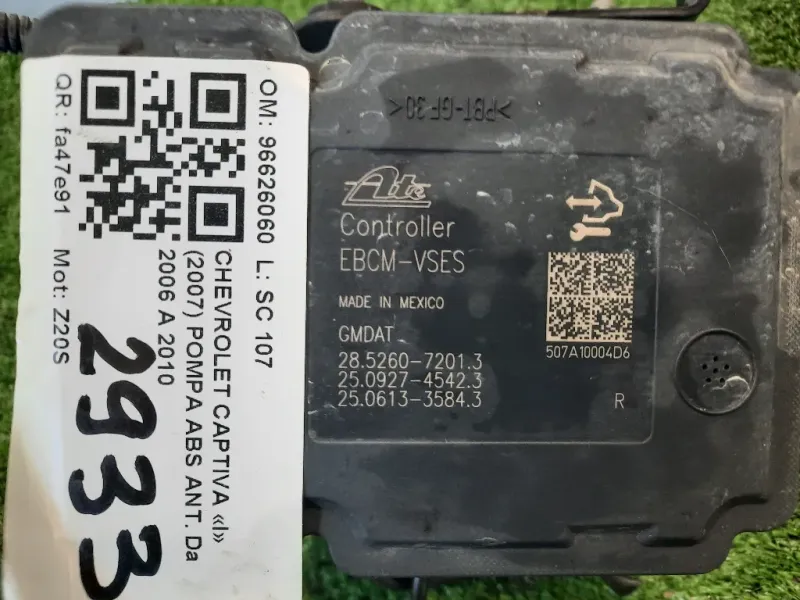 OM: 96626060 L: SC 107
QR: fa47e91 Mot: Z20S
CHEVROLET CAPTIVA «I»
(2007) POMPA ABS ANT. Da
2006 A 2010
2933
>PBT-GF30<
Ate
Controller
EBCM-VSES
MADE IN MEXICO
GMDAT
28.5260-7201.3
25.0927-4542.3
25.0613-3584.3
507A10004D6
R